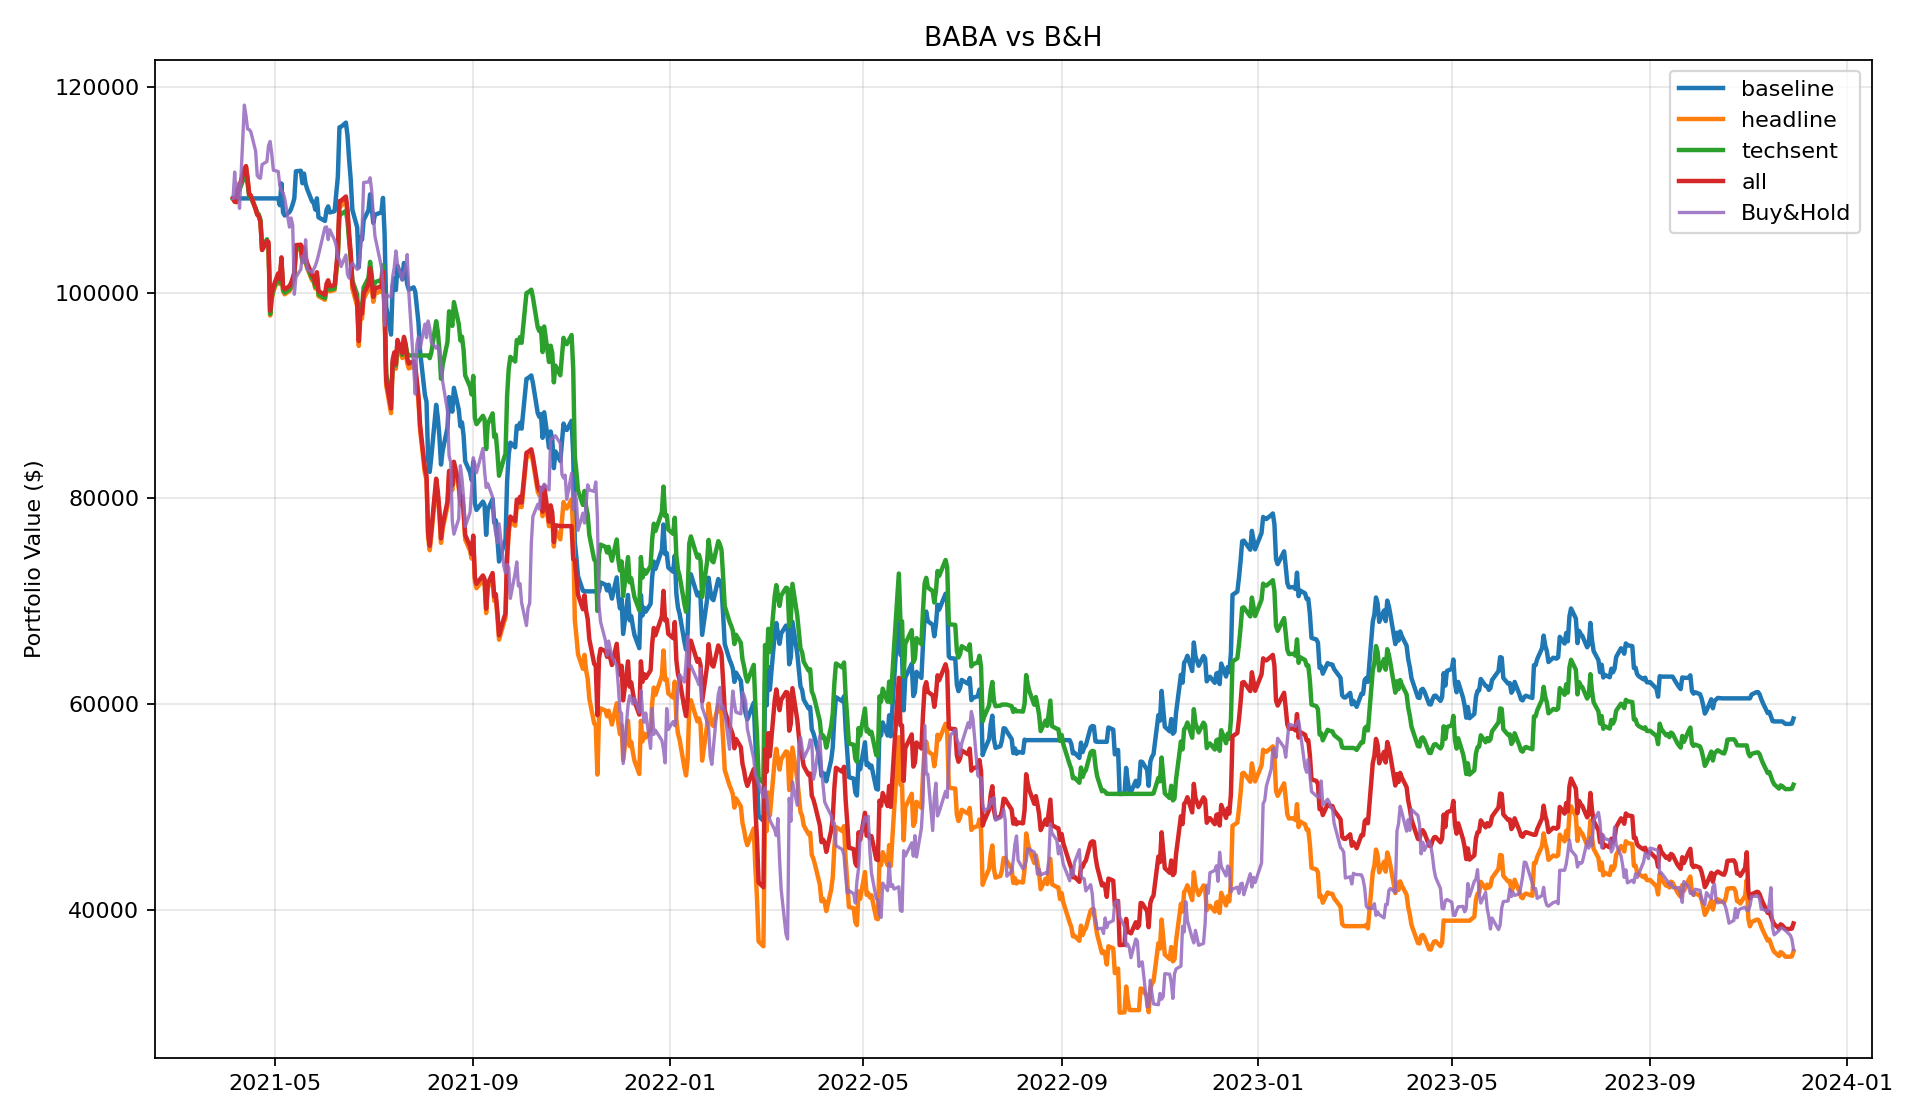 BABA vs B&H
Portfolio Value ($)
120000
100000
80000
60000
40000
2021-05
2021-09
2022-01
2022-05
2022-09
2023-01
2023-05
2023-09
2024-01
baseline
headline
techsent
all
Buy&Hold